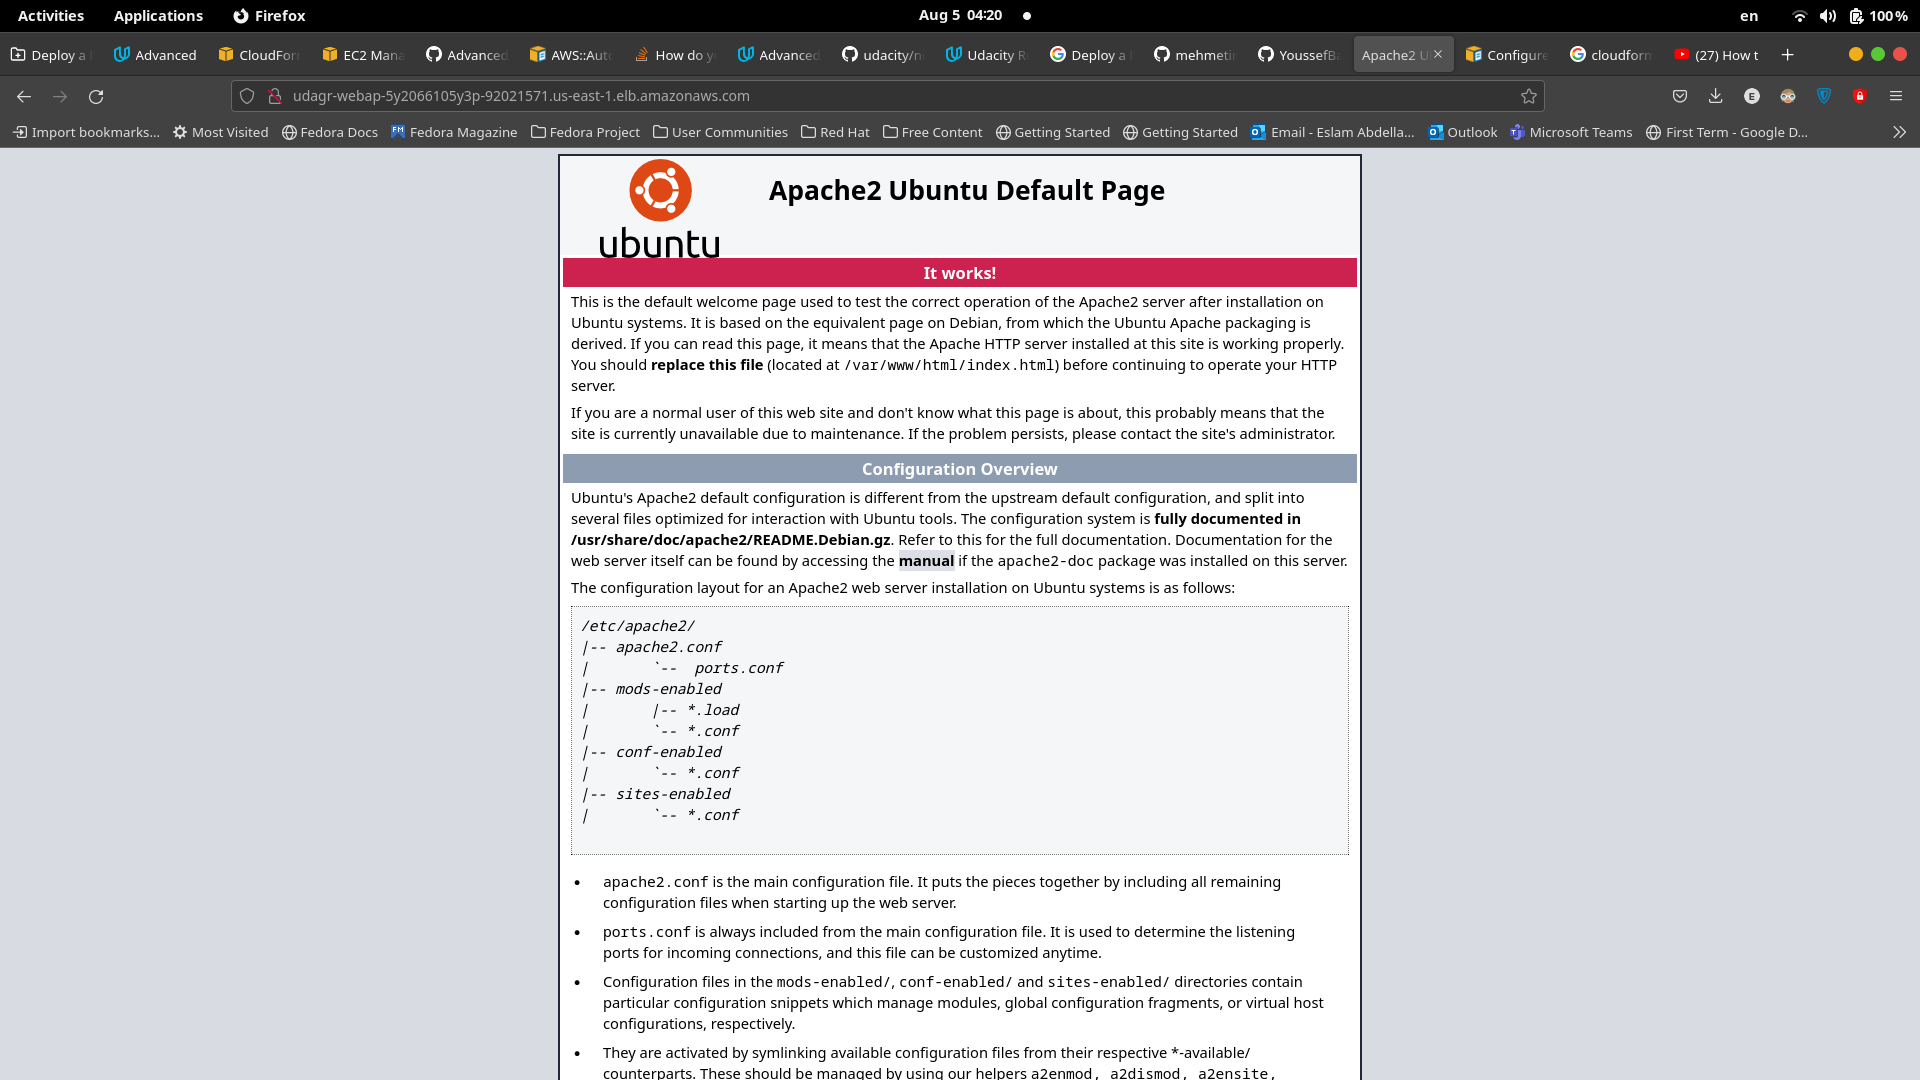 Activities Applications Firefox Aug 5 04:20 en 100%
Deploy a Advanced CloudFor EC2 Mana Advanced AWS::Aut How do y Advanced udacity/n Udacity R Deploy a mehmeti YoussefB Apache2 U Configure cloudform (27) How t
udagr-webap-5y2066105y3p-92021571.us-east-1.elb.amazonaws.com
Import bookmarks... Most Visited Fedora Docs Fedora Magazine Fedora Project User Communities Red Hat Free Content Getting Started Getting Started Email - Eslam Abdella... Outlook Microsoft Teams First Term - Google D...
Apache2 Ubuntu Default Page
ubuntu
It works!
This is the default welcome page used to test the correct operation of the Apache2 server after installation on
Ubuntu systems. It is based on the equivalent page on Debian, from which the Ubuntu Apache packaging is
derived. If you can read this page, it means that the Apache HTTP server installed at this site is working properly.
You should replace this file (located at /var/www/html/index.html) before continuing to operate your HTTP
server.
If you are a normal user of this web site and don't know what this page is about, this probably means that the
site is currently unavailable due to maintenance. If the problem persists, please contact the site's administrator.
Configuration Overview
Ubuntu's Apache2 default configuration is different from the upstream default configuration, and split into
several files optimized for interaction with Ubuntu tools. The configuration system is fully documented in
/usr/share/doc/apache2/README.Debian.gz. Refer to this for the full documentation. Documentation for the
web server itself can be found by accessing the manual if the apache2-doc package was installed on this server.
The configuration layout for an Apache2 web server installation on Ubuntu systems is as follows:
/etc/apache2/
|-- apache2.conf
|       `--  ports.conf
|-- mods-enabled
|       |-- *.load
|       `-- *.conf
|-- conf-enabled
|       `-- *.conf
|-- sites-enabled
|       `-- *.conf
• apache2.conf is the main configuration file. It puts the pieces together by including all remaining
configuration files when starting up the web server.
• ports.conf is always included from the main configuration file. It is used to determine the listening
ports for incoming connections, and this file can be customized anytime.
• Configuration files in the mods-enabled/, conf-enabled/ and sites-enabled/ directories contain
particular configuration snippets which manage modules, global configuration fragments, or virtual host
configurations, respectively.
• They are activated by symlinking available configuration files from their respective *-available/
counterparts. These should be managed by using our helpers a2enmod, a2dismod, a2ensite,